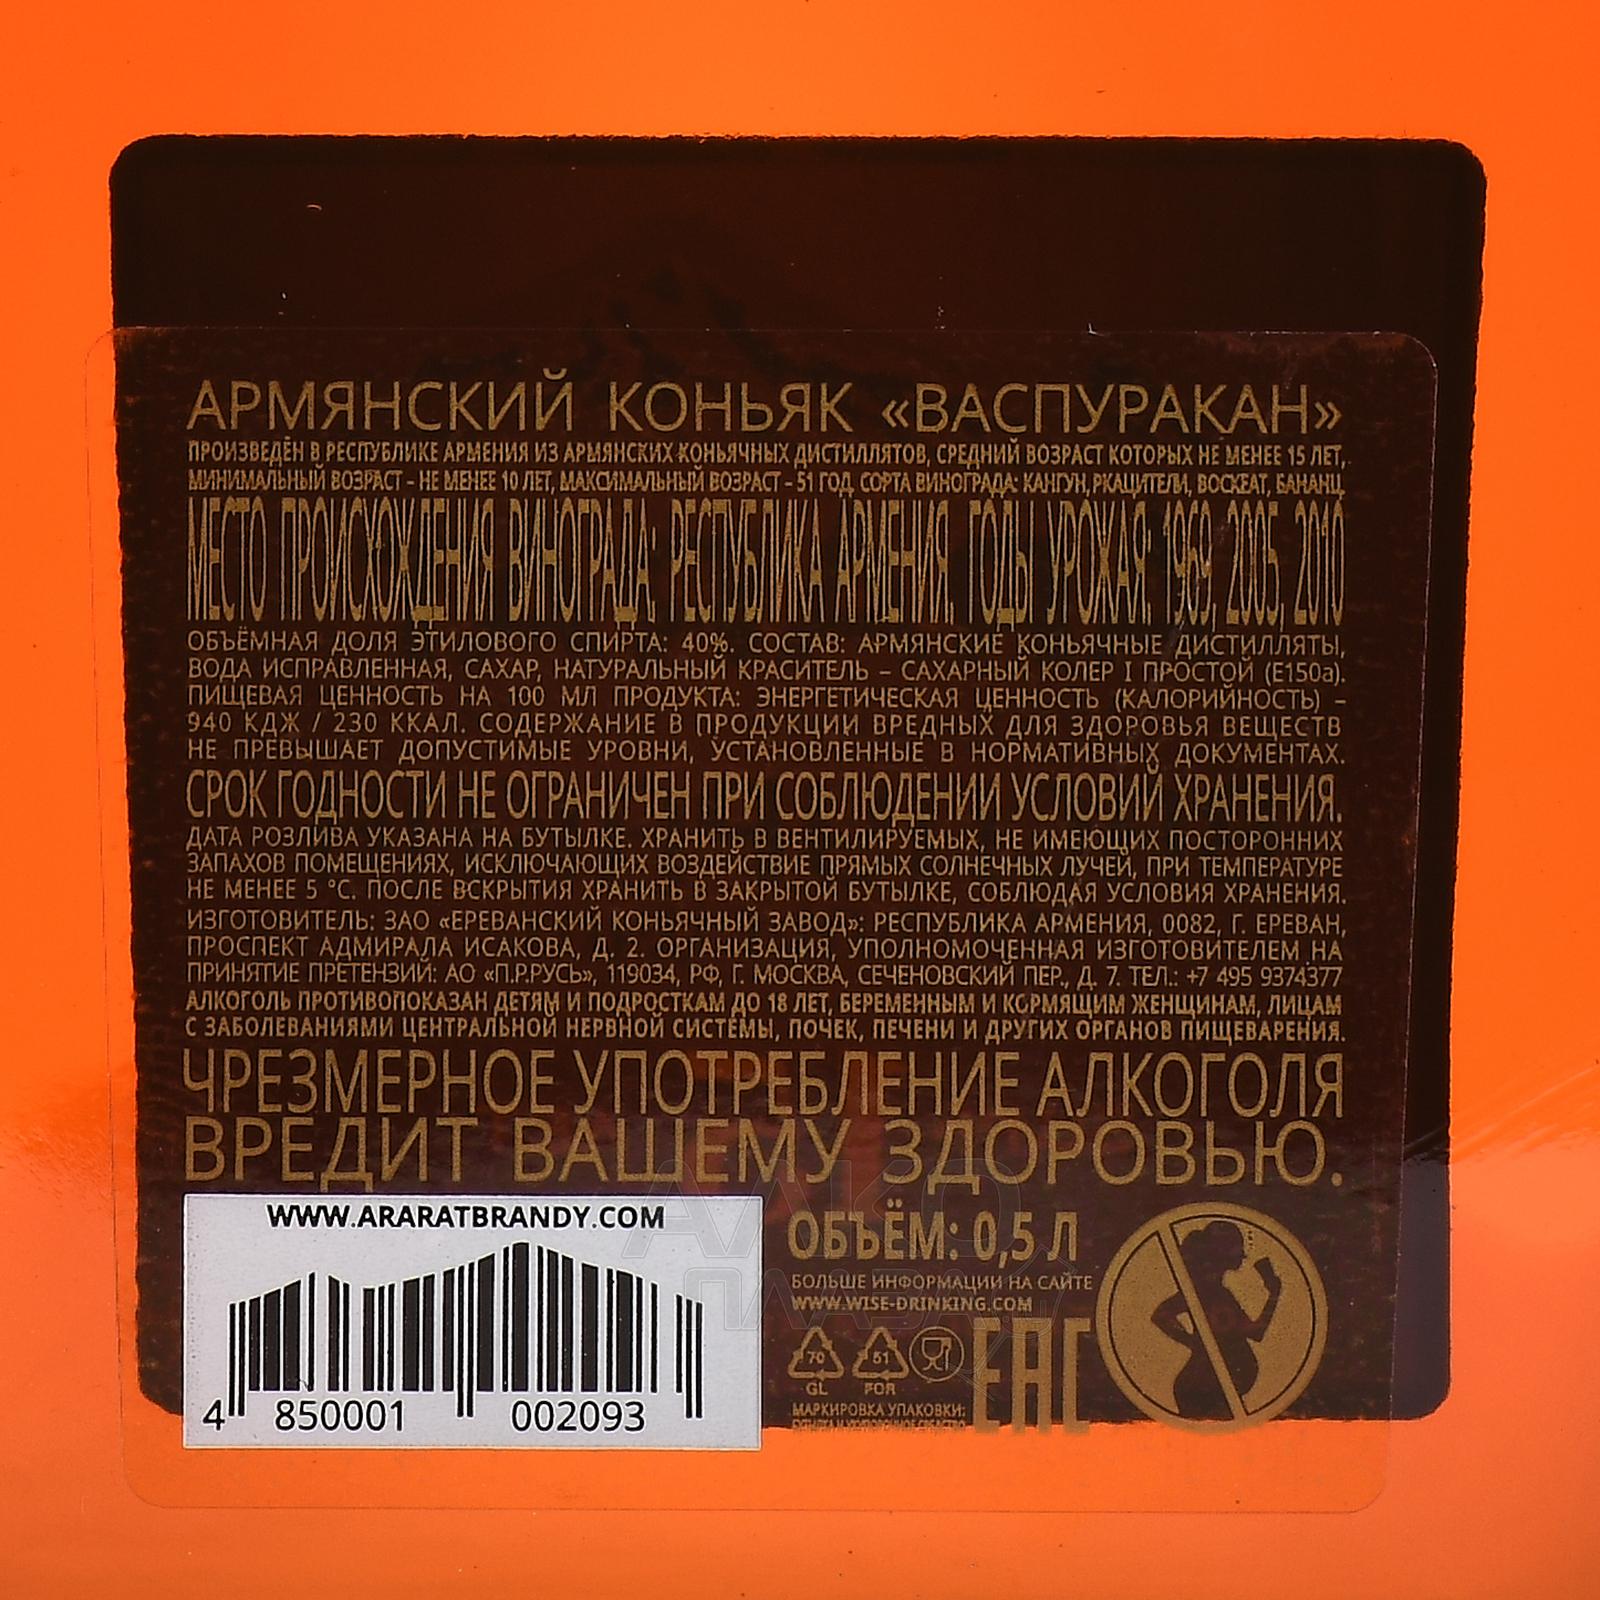 АРМЯНСКИЙ КОНЬЯК «ВАСПУРАКАН»
ПРОИЗВЕДЁН В РЕСПУБЛИКЕ АРМЕНИЯ ИЗ АРМЯНСКИХ КОНЬЯЧНЫХ ДИСТИЛЛЯТОВ, СРЕДНИЙ ВОЗРАСТ КОТОРЫХ НЕ МЕНЕЕ 15 ЛЕТ,
МИНИМАЛЬНЫЙ ВОЗРАСТ – НЕ МЕНЕЕ 10 ЛЕТ, МАКСИМАЛЬНЫЙ ВОЗРАСТ – 51 ГОД. СОРТА ВИНОГРАДА: КАНГУН, РКАЦИТЕЛИ, ВОСКЕАТ, БАНАНЦ.
МЕСТО ПРОИСХОЖДЕНИЯ ВИНОГРАДА: РЕСПУБЛИКА АРМЕНИЯ. ГОДЫ УРОЖАЯ: 1969, 2005, 2010
ОБЪЁМНАЯ ДОЛЯ ЭТИЛОВОГО СПИРТА: 40%. СОСТАВ: АРМЯНСКИЕ КОНЬЯЧНЫЕ ДИСТИЛЛЯТЫ,
ВОДА ИСПРАВЛЕННАЯ, САХАР, НАТУРАЛЬНЫЙ КРАСИТЕЛЬ – САХАРНЫЙ КОЛЕР I ПРОСТОЙ (Е150а).
ПИЩЕВАЯ ЦЕННОСТЬ НА 100 МЛ ПРОДУКТА: ЭНЕРГЕТИЧЕСКАЯ ЦЕННОСТЬ (КАЛОРИЙНОСТЬ) –
940 КДЖ / 230 ККАЛ. СОДЕРЖАНИЕ В ПРОДУКЦИИ ВРЕДНЫХ ДЛЯ ЗДОРОВЬЯ ВЕЩЕСТВ
НЕ ПРЕВЫШАЕТ ДОПУСТИМЫЕ УРОВНИ, УСТАНОВЛЕННЫЕ В НОРМАТИВНЫХ ДОКУМЕНТАХ.
СРОК ГОДНОСТИ НЕ ОГРАНИЧЕН ПРИ СОБЛЮДЕНИИ УСЛОВИЙ ХРАНЕНИЯ.
ДАТА РОЗЛИВА УКАЗАНА НА БУТЫЛКЕ. ХРАНИТЬ В ВЕНТИЛИРУЕМЫХ, НЕ ИМЕЮЩИХ ПОСТОРОННИХ
ЗАПАХОВ ПОМЕЩЕНИЯХ, ИСКЛЮЧАЮЩИХ ВОЗДЕЙСТВИЕ ПРЯМЫХ СОЛНЕЧНЫХ ЛУЧЕЙ, ПРИ ТЕМПЕРАТУРЕ
НЕ МЕНЕЕ 5 °С. ПОСЛЕ ВСКРЫТИЯ ХРАНИТЬ В ЗАКРЫТОЙ БУТЫЛКЕ, СОБЛЮДАЯ УСЛОВИЯ ХРАНЕНИЯ.
ИЗГОТОВИТЕЛЬ: ЗАО «ЕРЕВАНСКИЙ КОНЬЯЧНЫЙ ЗАВОД»: РЕСПУБЛИКА АРМЕНИЯ, 0082, Г. ЕРЕВАН,
ПРОСПЕКТ АДМИРАЛА ИСАКОВА, Д. 2. ОРГАНИЗАЦИЯ, УПОЛНОМОЧЕННАЯ ИЗГОТОВИТЕЛЕМ НА
ПРИНЯТИЕ ПРЕТЕНЗИЙ: АО «П.Р.РУСЬ», 119034, РФ, Г. МОСКВА, СЕЧЕНОВСКИЙ ПЕР., Д. 7. ТЕЛ.: +7 495 9374377
АЛКОГОЛЬ ПРОТИВОПОКАЗАН ДЕТЯМ И ПОДРОСТКАМ ДО 18 ЛЕТ, БЕРЕМЕННЫМ И КОРМЯЩИМ ЖЕНЩИНАМ, ЛИЦАМ
С ЗАБОЛЕВАНИЯМИ ЦЕНТРАЛЬНОЙ НЕРВНОЙ СИСТЕМЫ, ПОЧЕК, ПЕЧЕНИ И ДРУГИХ ОРГАНОВ ПИЩЕВАРЕНИЯ.
ЧРЕЗМЕРНОЕ УПОТРЕБЛЕНИЕ АЛКОГОЛЯ
ВРЕДИТ ВАШЕМУ ЗДОРОВЬЮ.
WWW.ARARATBRANDY.COM
4 850001 002093
ОБЪЁМ: 0,5 Л
БОЛЬШЕ ИНФОРМАЦИИ НА САЙТЕ
WWW.WISE-DRINKING.COM
70 51
GL FOR
EAC
МАРКИРОВКА УПАКОВКИ:
БУТЫЛКА И УКУПОРОЧНОЕ СРЕДСТВО
АЛКО
ПЛАЗА.RU